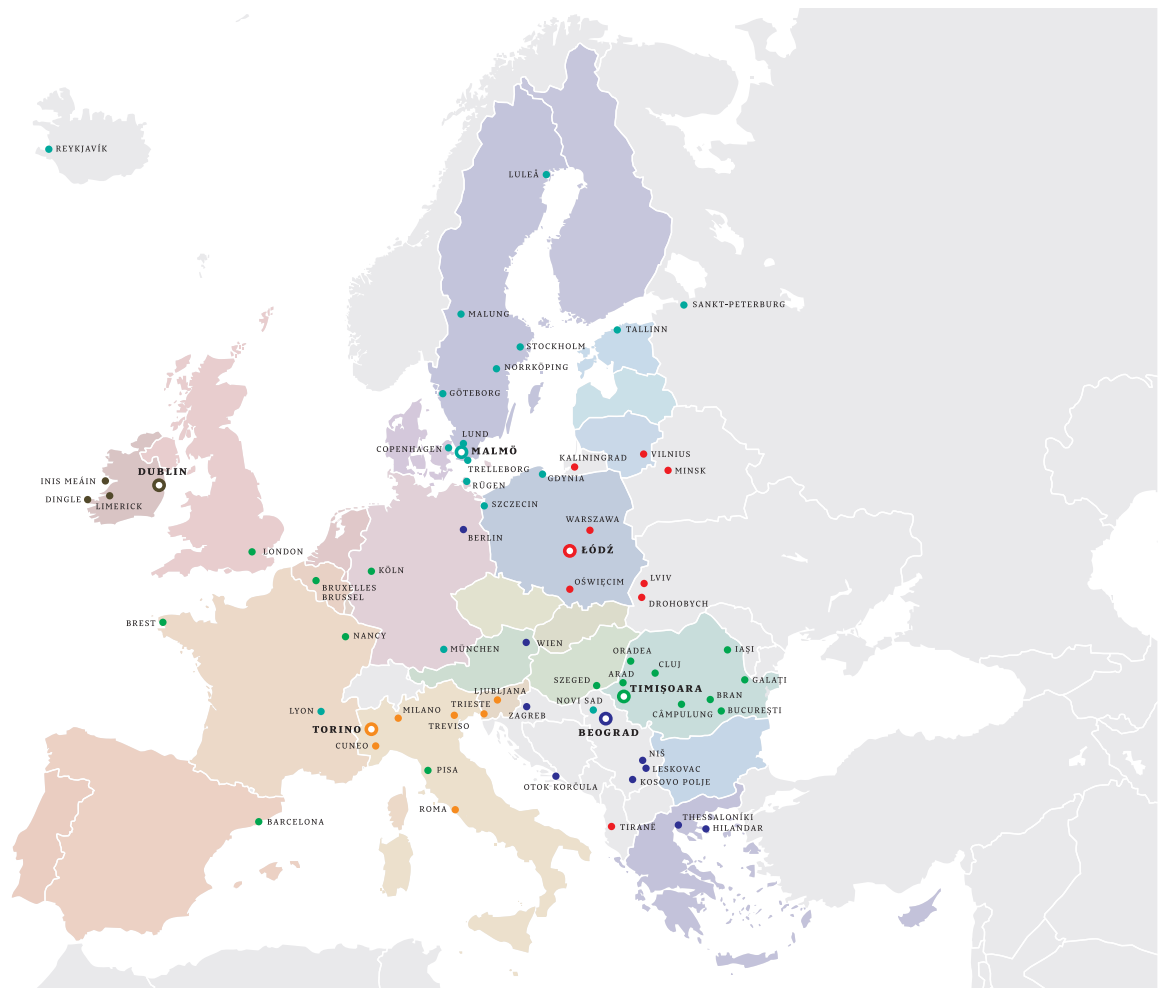 REYKJAVÍK
LULEÅ
SANKT-PETERBURG
MALUNG
TALLINN
STOCKHOLM
NORRKÖPING
GÖTEBORG
LUND
COPENHAGEN
MALMÖ
TRELLEBORG
KALININGRAD
VILNIUS
MINSK
DUBLIN
INIS MEÁIN
DINGLE
LIMERICK
RÜGEN
GDYNIA
SZCZECIN
WARSZAWA
BERLIN
LONDON
ŁÓDŹ
KÖLN
BRUXELLES
BRUSSEL
OŚWIĘCIM
LVIV
DROHOBYCH
BREST
NANCY
MÜNCHEN
WIEN
ORADEA
IAȘI
CLUJ
SZEGED
ARAD
GALAȚI
TIMIȘOARA
LJUBLJANA
NOVI SAD
BRAN
LYON
MILANO
TRIESTE
TREVISO
ZAGREB
CÂMPULUNG
BUCUREȘTI
TORINO
BEOGRAD
CUNEO
NIŠ
PISA
LESKOVAC
KOSOVO POLJE
OTOK KORČULA
ROMA
BARCELONA
TIRANË
THESSALONÍKI
HILANDAR